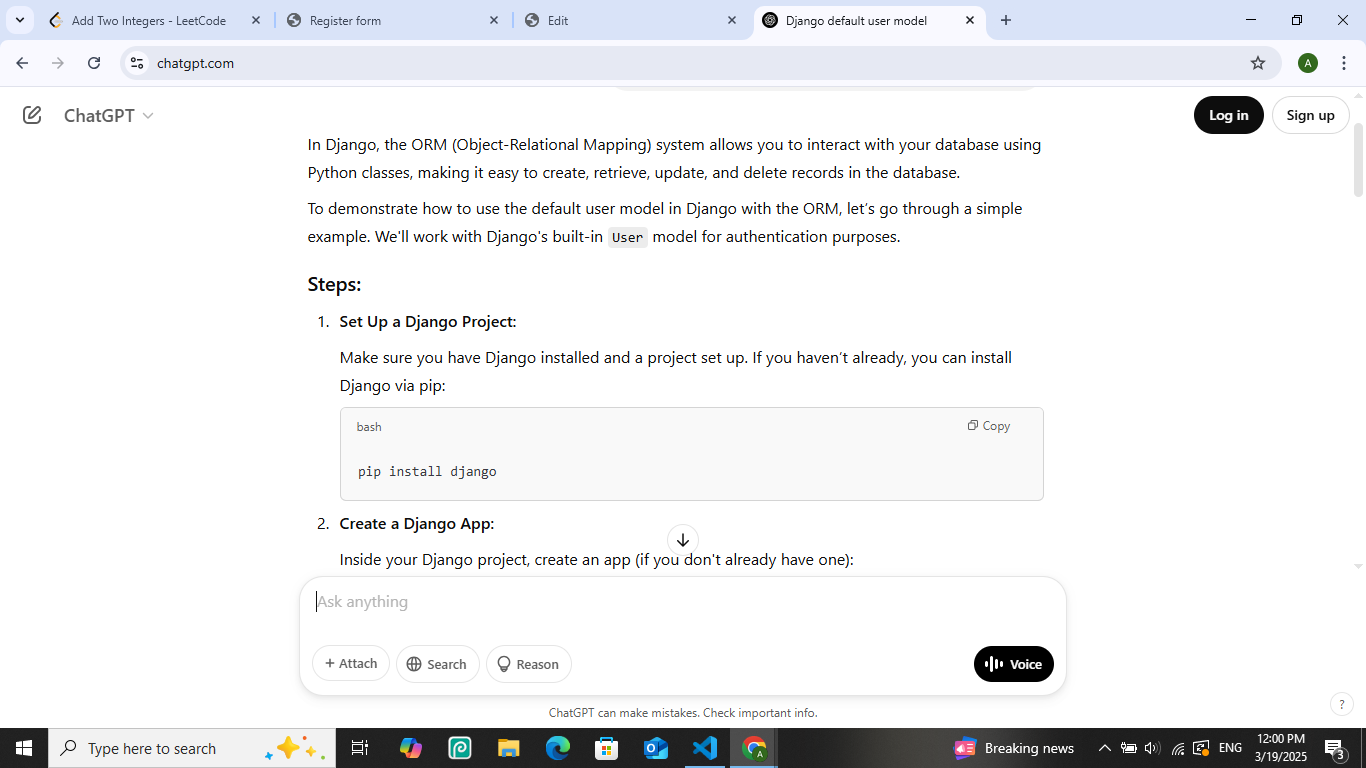 Add Two Integers - LeetCode
Register form
Edit
Django default user model
chatgpt.com
A
ChatGPT
Log in
Sign up
In Django, the ORM (Object-Relational Mapping) system allows you to interact with your database using
Python classes, making it easy to create, retrieve, update, and delete records in the database.
To demonstrate how to use the default user model in Django with the ORM, let’s go through a simple
example. We'll work with Django's built-in User model for authentication purposes.
Steps:
1. Set Up a Django Project:
Make sure you have Django installed and a project set up. If you haven’t already, you can install
Django via pip:
bash
Copy
pip install django
2. Create a Django App:
Inside your Django project, create an app (if you don't already have one):
Ask anything
+ Attach
Search
Reason
Voice
ChatGPT can make mistakes. Check important info.
?
Type here to search
Breaking news
ENG
12:00 PM
3/19/2025
3